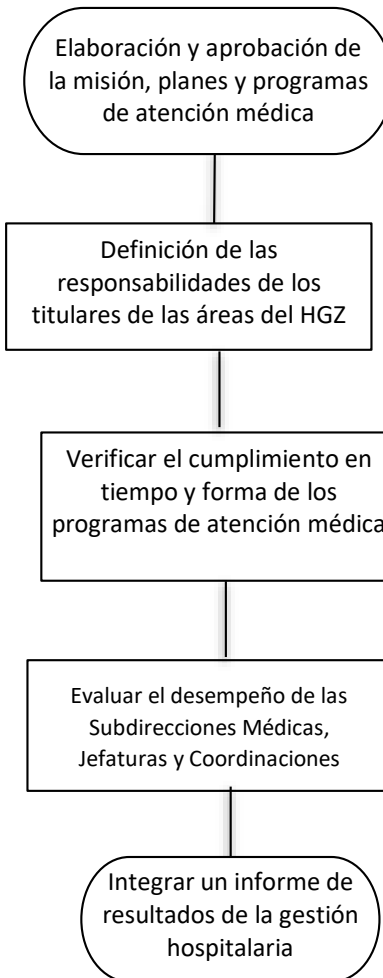 Elaboración y aprobación de
la misión, planes y programas
de atención médica
Definición de las
responsabilidades de los
titulares de las áreas del HGZ
Verificar el cumplimiento en
tiempo y forma de los
programas de atención médica
Evaluar el desempeño de las
Subdirecciones Médicas,
Jefaturas y Coordinaciones
Integrar un informe de
resultados de la gestión
hospitalaria